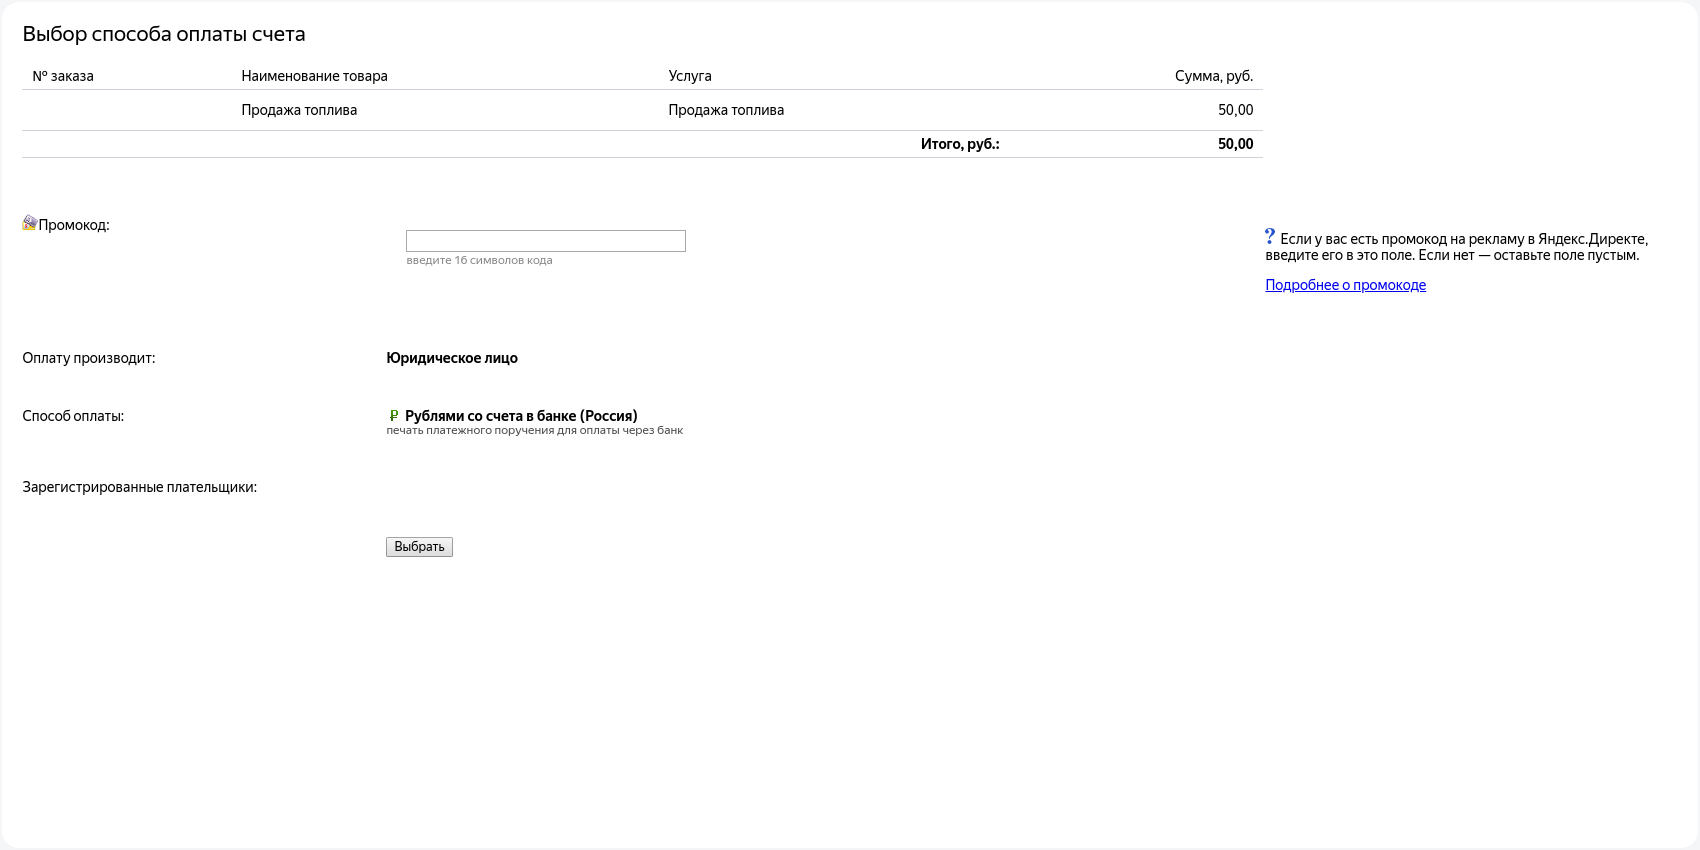 Выбор способа оплаты счета
№ заказа Наименование товара Услуга Сумма, руб.
Продажа топлива Продажа топлива 50,00
Итого, руб.: 50,00
Промокод:
введите 16 символов кода
? Если у вас есть промокод на рекламу в Яндекс.Директе,
введите его в это поле. Если нет — оставьте поле пустым.
Подробнее о промокоде
Оплату производит: Юридическое лицо
Способ оплаты: ₽ Рублями со счета в банке (Россия)
печать платежного поручения для оплаты через банк
Зарегистрированные плательщики:
Выбрать